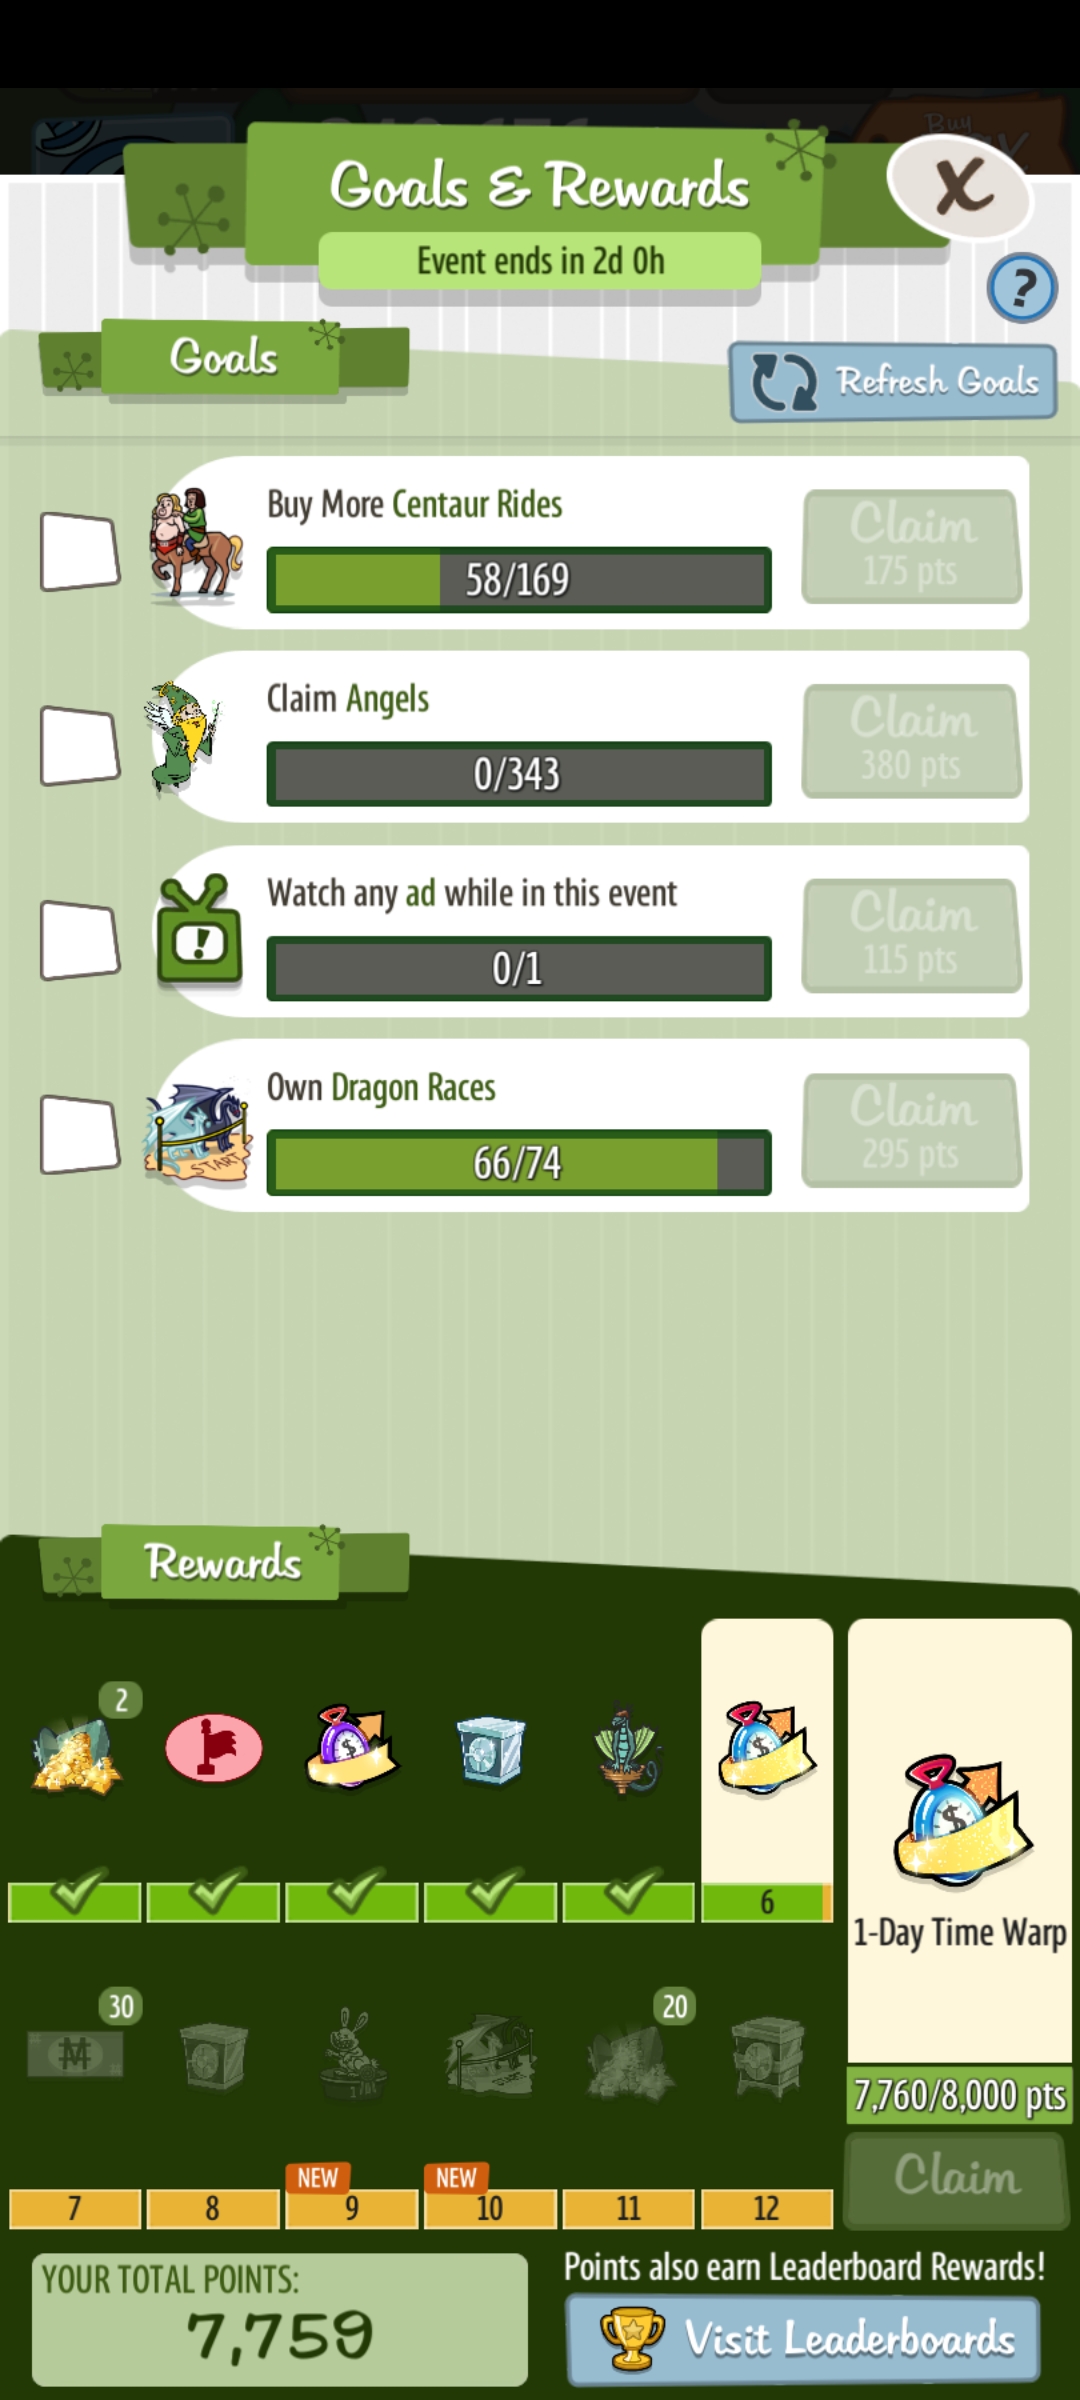 Buy
Goals & Rewards
X
Event ends in 2d 0h
?
Goals
Refresh Goals
Buy More Centaur Rides
58/169
Claim
175 pts
Claim Angels
0/343
Claim
380 pts
Watch any ad while in this event
!
0/1
Claim
115 pts
Own Dragon Races
START
66/74
Claim
295 pts
Rewards
2
$
$
$
6
1-Day Time Warp
30
20
7,760/8,000 pts
NEW
NEW
7
8
9
10
11
12
Claim
YOUR TOTAL POINTS:
7,759
Points also earn Leaderboard Rewards!
Visit Leaderboards